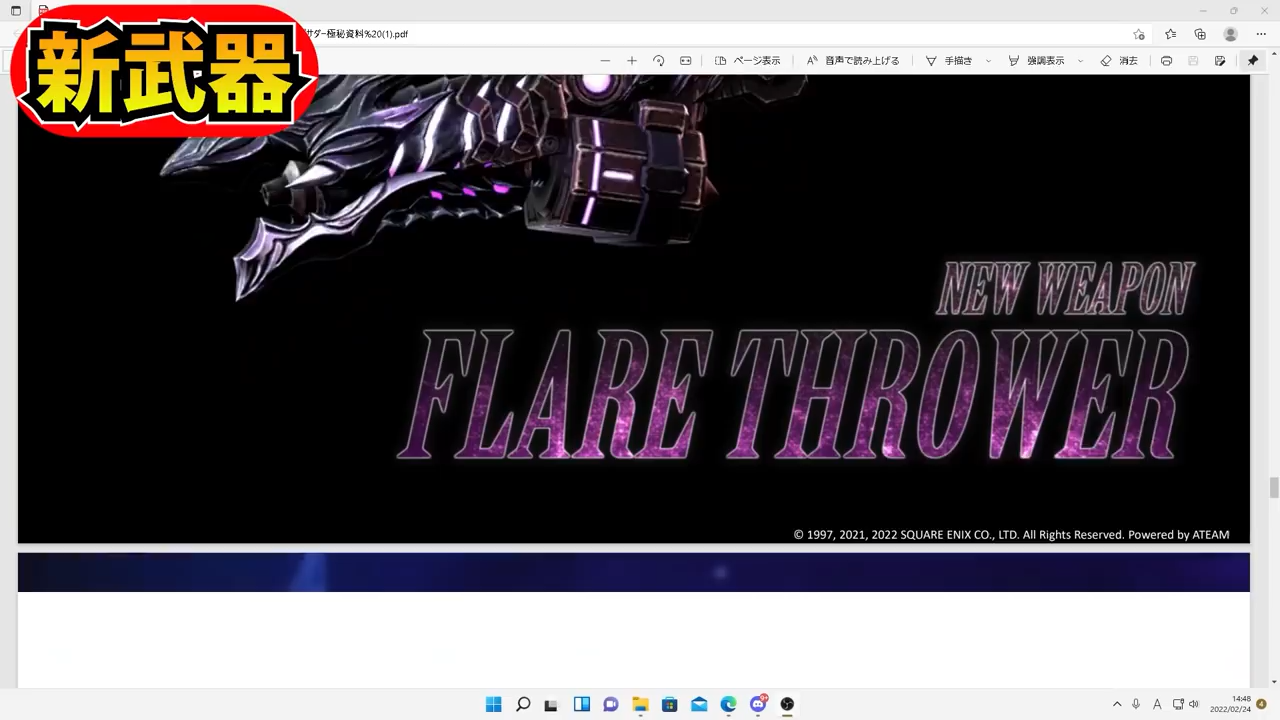 サダー極秘資料%20(1).pdf
新武器
ページ表示
音声で読み上げる
手描き
強調表示
消去
NEW WEAPON
FLARE THROWER
© 1997, 2021, 2022 SQUARE ENIX CO., LTD. All Rights Reserved. Powered by ATEAM
A
14:48
2022/02/24